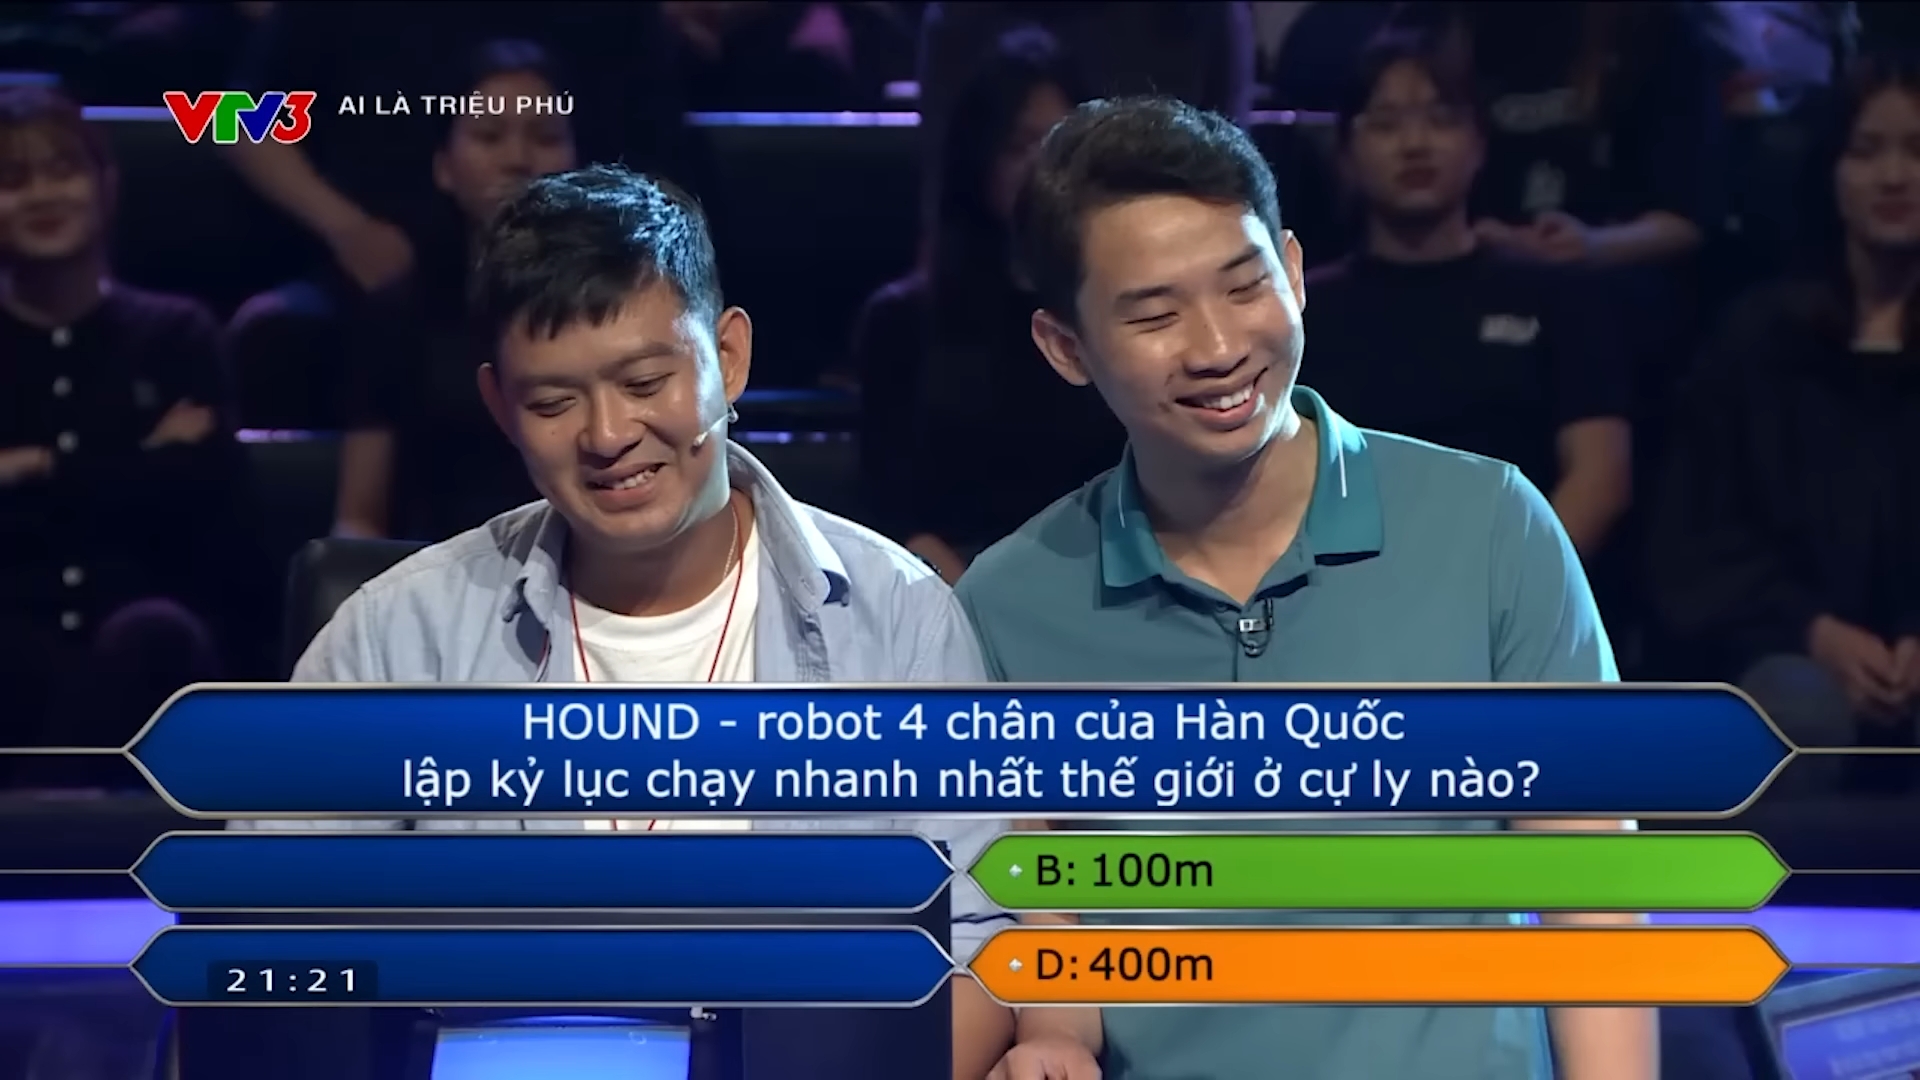 VTV3 AI LÀ TRIỆU PHÚ
HOUND - robot 4 chân của Hàn Quốc
lập kỷ lục chạy nhanh nhất thế giới ở cự ly nào?
B: 100m
D: 400m
21:21